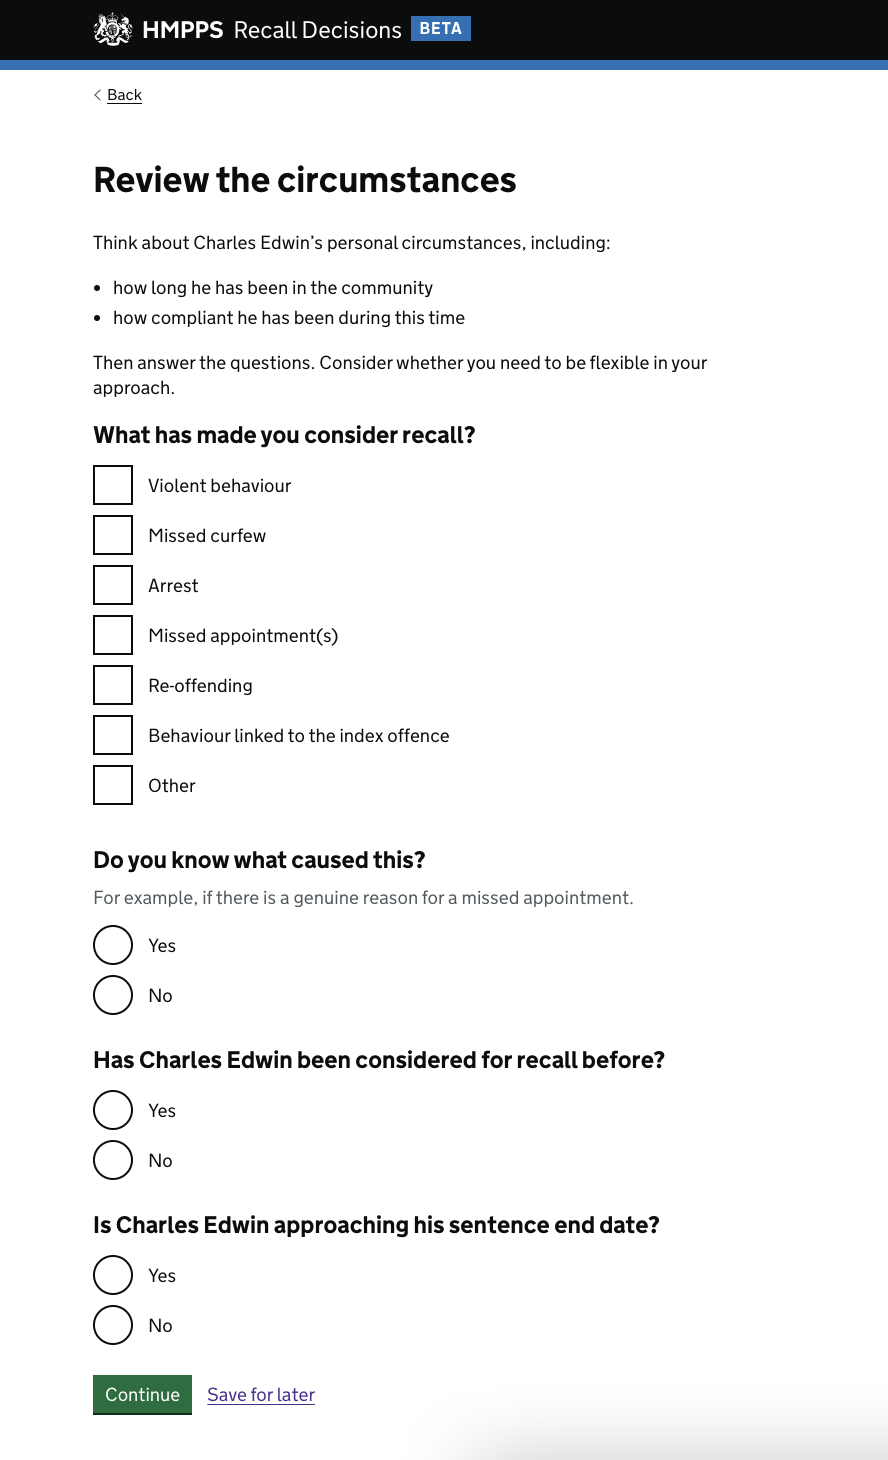 HMPPS Recall Decisions BETA
Back
Review the circumstances
Think about Charles Edwin’s personal circumstances, including:
• how long he has been in the community
• how compliant he has been during this time
Then answer the questions. Consider whether you need to be flexible in your
approach.
What has made you consider recall?
Violent behaviour
Missed curfew
Arrest
Missed appointment(s)
Re-offending
Behaviour linked to the index offence
Other
Do you know what caused this?
For example, if there is a genuine reason for a missed appointment.
Yes
No
Has Charles Edwin been considered for recall before?
Yes
No
Is Charles Edwin approaching his sentence end date?
Yes
No
Continue Save for later